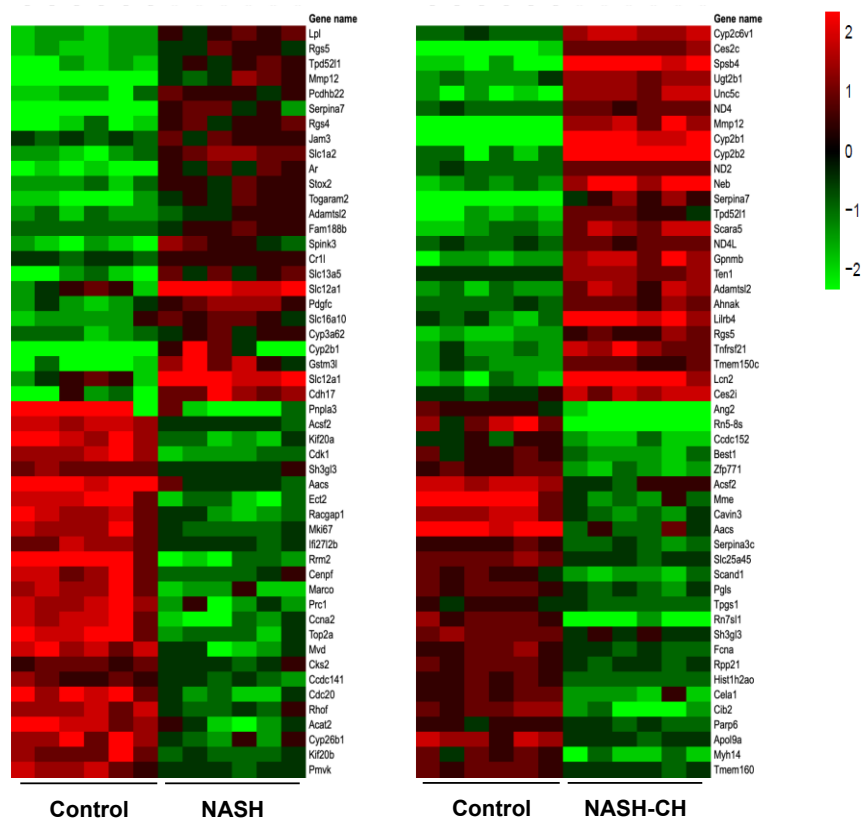 Gene name
Lpl
Rgs5
Tpd52l1
Mmp12
Pcdhb22
Serpina7
Rgs4
Jam3
Slc1a2
Ar
Stox2
Togaram2
Adamtsl2
Fam188b
Spink3
Cr1l
Slc13a5
Slc12a1
Pdgfc
Slc16a10
Cyp3a62
Cyp2b1
Gstm3l
Slc12a1
Cdh17
Pnpla3
Acsf2
Kif20a
Cdk1
Sh3gl3
Aacs
Ect2
Racgap1
Mki67
Ifi27l2b
Rrm2
Cenpf
Marco
Prc1
Ccna2
Top2a
Mvd
Cks2
Ccdc141
Cdc20
Rhof
Acat2
Cyp26b1
Kif20b
Pmvk
Control NASH
Gene name
Cyp2c6v1
Ces2c
Spsb4
Ugt2b1
Unc5c
ND4
Mmp12
Cyp2b1
Cyp2b2
ND2
Neb
Serpina7
Tpd52l1
Scara5
ND4L
Gpnmb
Ten1
Adamtsl2
Ahnak
Lilrb4
Rgs5
Tnfrsf21
Tmem150c
Lcn2
Ces2i
Ang2
Rn5-8s
Ccdc152
Best1
Zfp771
Acsf2
Mme
Cavin3
Aacs
Serpina3c
Slc25a45
Scand1
Pgls
Tpgs1
Rn7sl1
Sh3gl3
Fcna
Rpp21
Hist1h2ao
Cela1
Cib2
Parp6
Apol9a
Myh14
Tmem160
Control NASH-CH
2
1
0
−1
−2